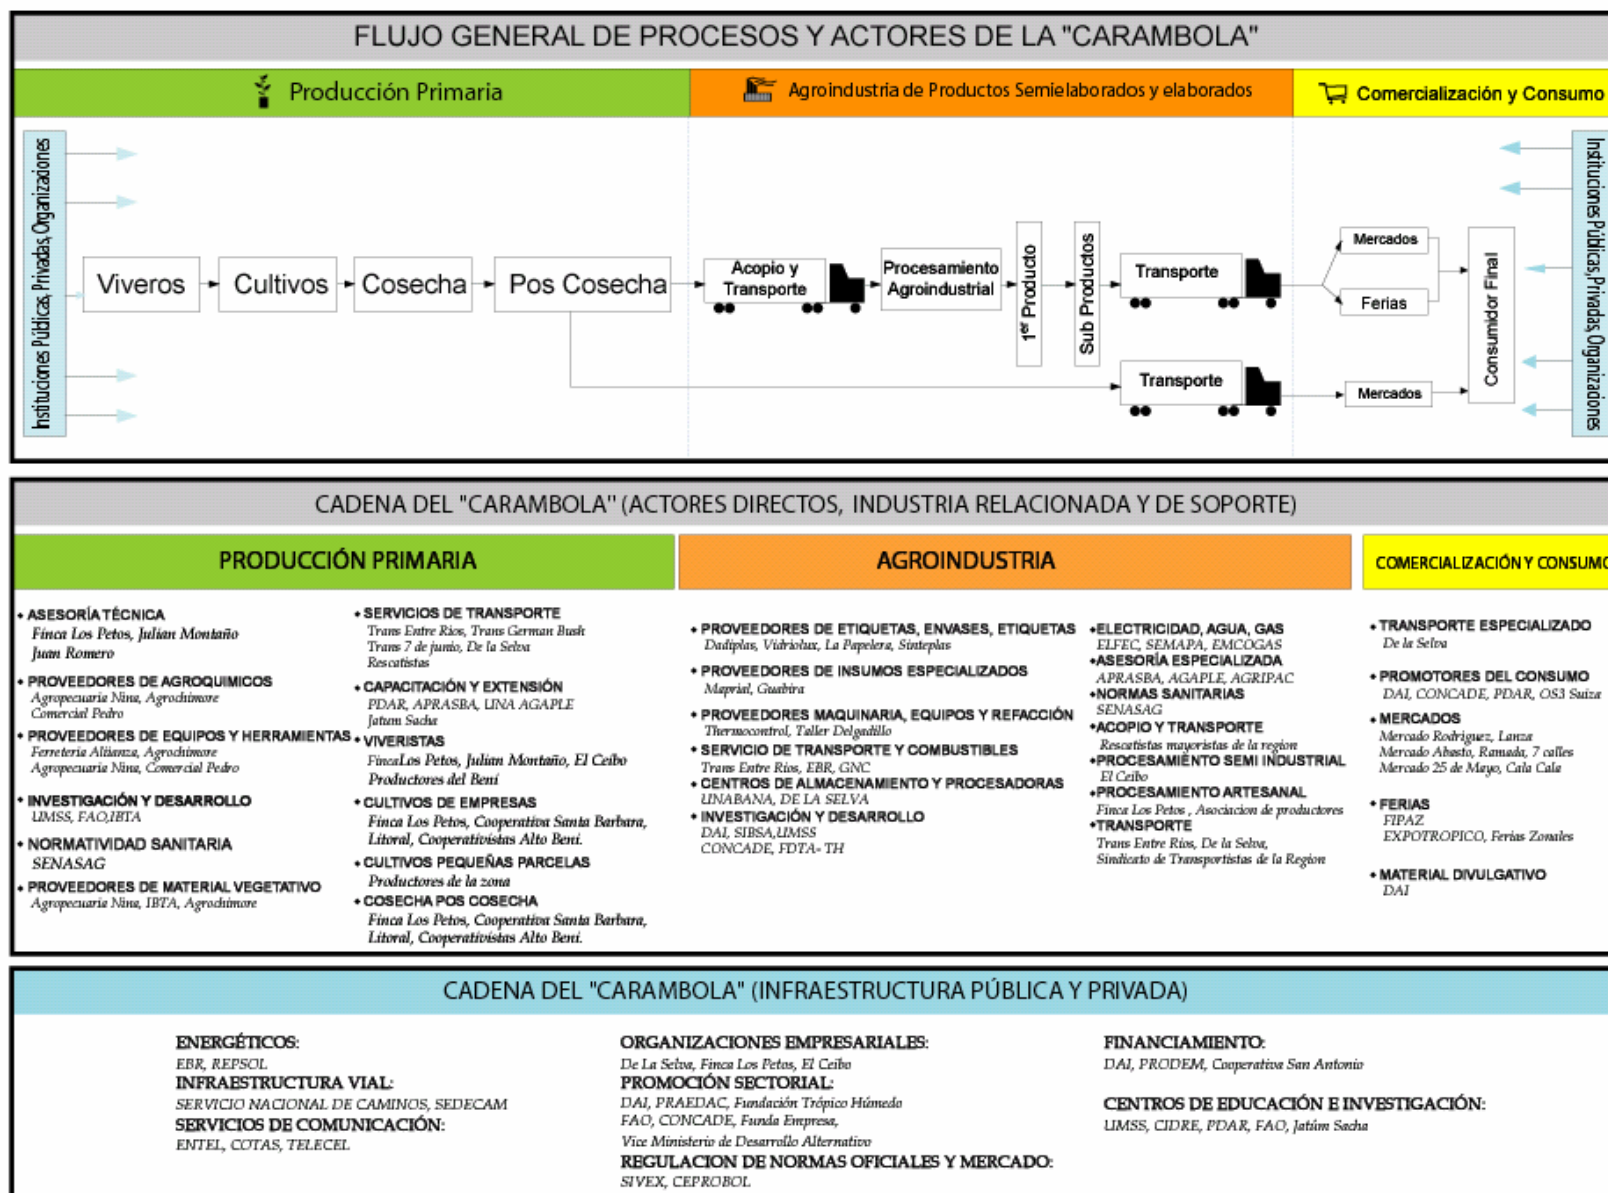 FLUJO GENERAL DE PROCESOS Y ACTORES DE LA "CARAMBOLA"
Producción Primaria
Agroindustria de Productos Semielaborados y elaborados
Comercialización y Consumo
Instituciones Públicas, Privadas, Organizaciones
Viveros
Cultivos
Cosecha
Pos Cosecha
Acopio y
Transporte
Procesamiento
Agroindustrial
1er Producto
Sub Productos
Transporte
Mercados
Ferias
Transporte
Mercados
Consumidor Final
Instituciones Públicas, Privadas, Organizaciones
CADENA DEL "CARAMBOLA" (ACTORES DIRECTOS, INDUSTRIA RELACIONADA Y DE SOPORTE)
PRODUCCIÓN PRIMARIA
• ASESORÍA TÉCNICA
Finca Los Petos, Julian Montaño
Juan Romero
• PROVEEDORES DE AGROQUIMICOS
Agropecuaria Nina, Agrochimore
Comercial Pedro
• PROVEEDORES DE EQUIPOS Y HERRAMIENTAS
Ferreteria Aliianza, Agrochimore
Agropecuaria Nina, Comercial Pedro
• INVESTIGACIÓN Y DESARROLLO
UMSS, FAO,IBTA
• NORMATIVIDAD SANITARIA
SENASAG
• PROVEEDORES DE MATERIAL VEGETATIVO
Agropecuaria Nina, IBTA, Agrochimore
• SERVICIOS DE TRANSPORTE
Trans Entre Rios, Trans German Bush
Trans 7 de junio, De la Selva
Rescatistas
• CAPACITACIÓN Y EXTENSIÓN
PDAR, APRASBA, UNA AGAPLE
Jatum Sacha
• VIVERISTAS
FincaLos Petos, Julian Montaño, El Ceibo
Productores del Beni
• CULTIVOS DE EMPRESAS
Finca Los Petos, Cooperativa Santa Barbara,
Litoral, Cooperativistas Alto Beni.
• CULTIVOS PEQUEÑAS PARCELAS
Productores de la zona
• COSECHA POS COSECHA
Finca Los Petos, Cooperativa Santa Barbara,
Litoral, Cooperativistas Alto Beni.
AGROINDUSTRIA
• PROVEEDORES DE ETIQUETAS, ENVASES, ETIQUETAS
Dadiplas, Vidriolux, La Papelera, Sinteplas
• PROVEEDORES DE INSUMOS ESPECIALIZADOS
Maprial, Guabira
• PROVEEDORES MAQUINARIA, EQUIPOS Y REFACCIÓN
Thermocontrol, Taller Delgadillo
• SERVICIO DE TRANSPORTE Y COMBUSTIBLES
Trans Entre Rios, EBR, GNC
• CENTROS DE ALMACENAMIENTO Y PROCESADORAS
UNABANA, DE LA SELVA
• INVESTIGACIÓN Y DESARROLLO
DAI, SIBSA,UMSS
CONCADE, FDTA- TH
•ELECTRICIDAD, AGUA, GAS
ELFEC, SEMAPA, EMCOGAS
•ASESORÍA ESPECIALIZADA
APRASBA, AGAPLE, AGRIPAC
•NORMAS SANITARIAS
SENASAG
•ACOPIO Y TRANSPORTE
Rescatistas mayoristas de la region
•PROCESAMIENTO SEMI INDUSTRIAL
El Ceibo
•PROCESAMIENTO ARTESANAL
Finca Los Petos , Asociacion de productores
•TRANSPORTE
Trans Entre Rios, De la Selva,
Sindicato de Transportistas de la Region
COMERCIALIZACIÓN Y CONSUMO
• TRANSPORTE ESPECIALIZADO
De la Selva
• PROMOTORES DEL CONSUMO
DAI, CONCADE, PDAR, OS3 Suiza
• MERCADOS
Mercado Rodriguez, Lanza
Mercado Abasto, Ramada, 7 calles
Mercado 25 de Mayo, Cala Cala
• FERIAS
FIPAZ
EXPOTROPICO, Ferias Zonales
• MATERIAL DIVULGATIVO
DAI
CADENA DEL "CARAMBOLA" (INFRAESTRUCTURA PÚBLICA Y PRIVADA)
ENERGÉTICOS:
EBR, REPSOL
INFRAESTRUCTURA VIAL:
SERVICIO NACIONAL DE CAMINOS, SEDECAM
SERVICIOS DE COMUNICACIÓN:
ENTEL, COTAS, TELECEL
ORGANIZACIONES EMPRESARIALES:
De La Selva, Finca Los Petos, El Ceibo
PROMOCIÓN SECTORIAL:
DAI, PRAEDAC, Fundación Trópico Húmedo
FAO, CONCADE, Funda Empresa,
Vice Ministerio de Desarrollo Alternativo
REGULACION DE NORMAS OFICIALES Y MERCADO:
SIVEX, CEPROBOL
FINANCIAMIENTO:
DAI, PRODEM, Cooperativa San Antonio
CENTROS DE EDUCACIÓN E INVESTIGACIÓN:
UMSS, CIDRE, PDAR, FAO, Jatúm Sacha